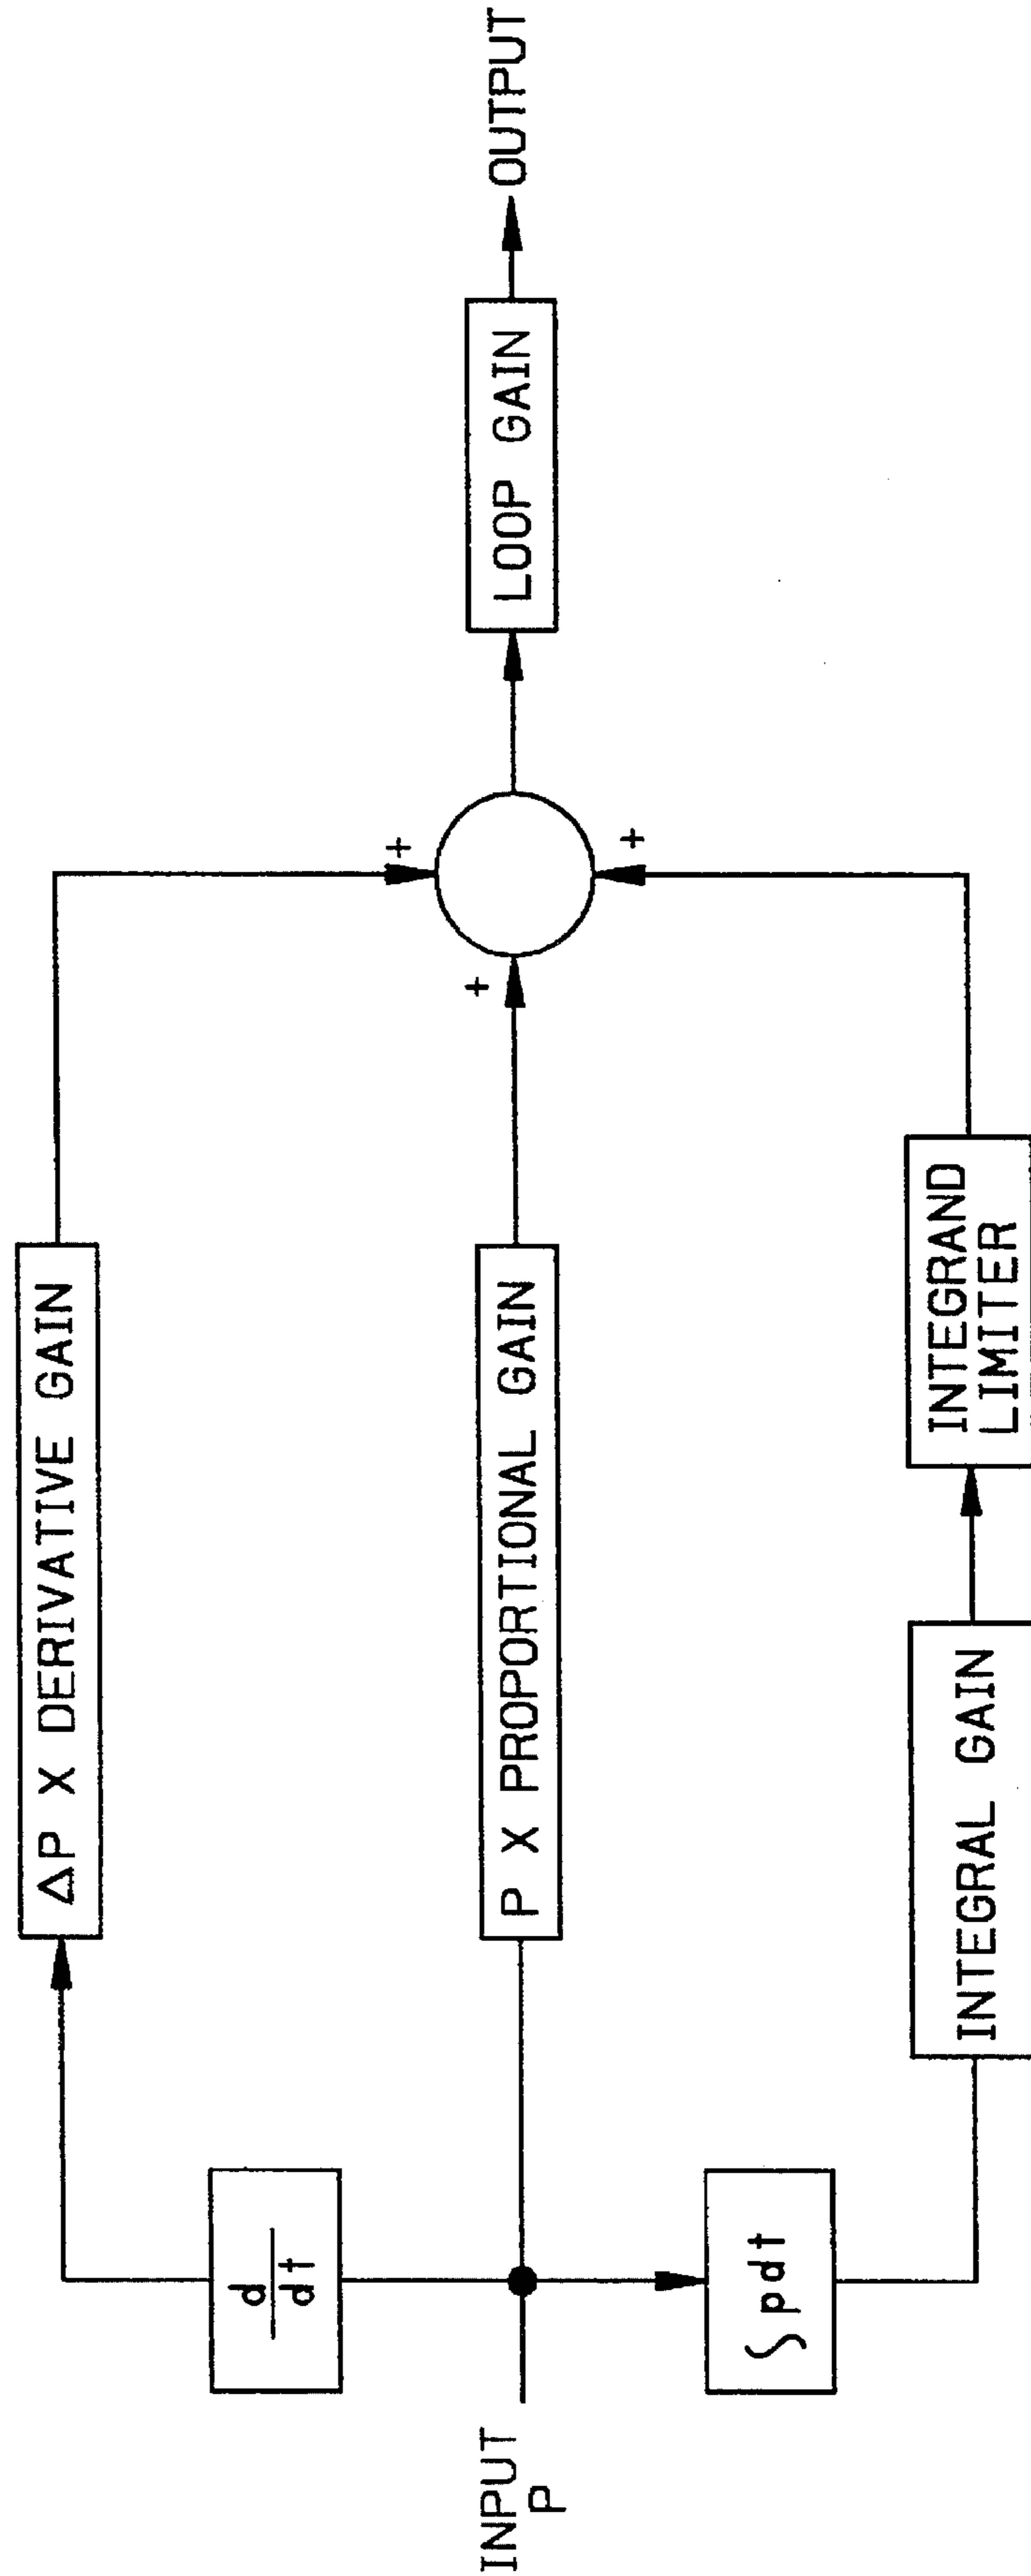 ΔP X DERIVATIVE GAIN
d
dt
INPUT
P
P X PROPORTIONAL GAIN
+
+
+
LOOP GAIN
OUTPUT
∫pdt
INTEGRAL GAIN
INTEGRAND
LIMITER